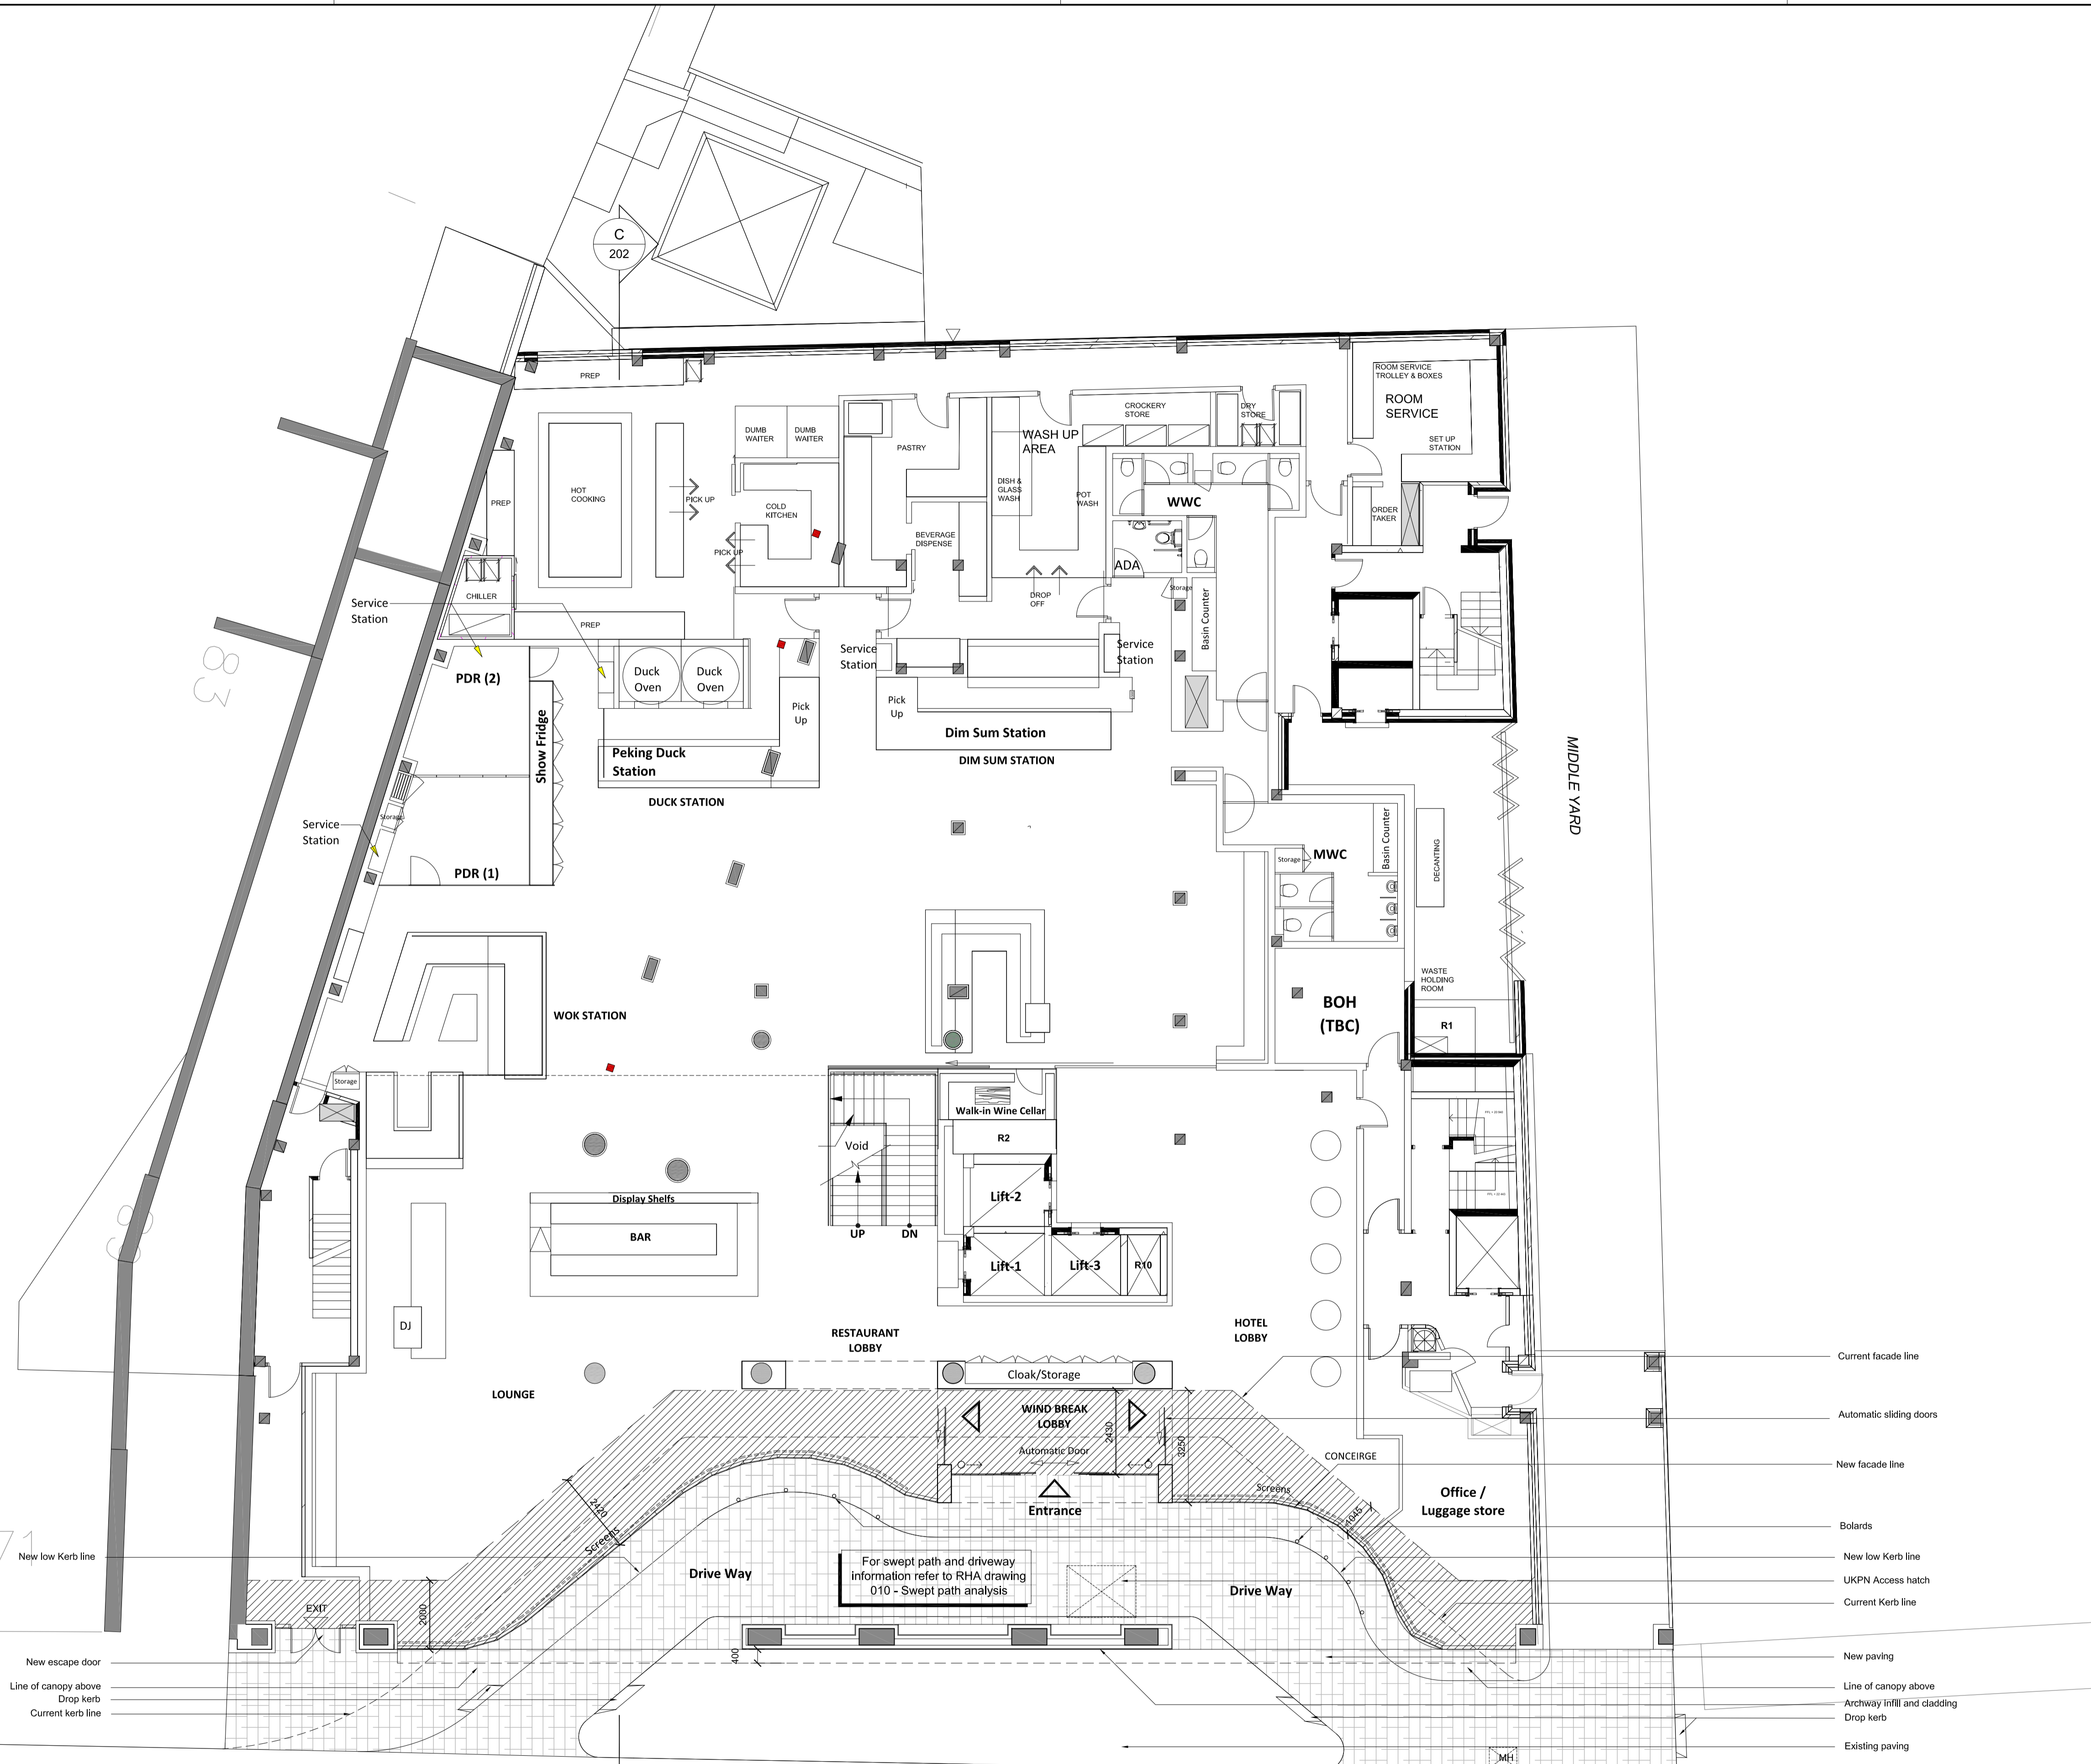 C
202
PREP
ROOM SERVICE
TROLLEY & BOXES
ROOM
SERVICE
SET UP
STATION
CROCKERY
STORE
DRY
STORE
DUMB
WAITER
DUMB
WAITER
PASTRY
WASH UP
AREA
HOT
COOKING
PREP
PICK UP
COLD
KITCHEN
DISH &
GLASS
WASH
POT
WASH
WWC
ORDER
TAKER
PICK UP
BEVERAGE
DISPENSE
ADA
CHILLER
DROP
OFF
Storage
Basin Counter
Service
Station
PREP
83
PDR (2)
Duck
Oven
Duck
Oven
Service
Station
Service
Station
Pick
Up
Pick
Up
Show Fridge
Peking Duck
Station
Dim Sum Station
DIM SUM STATION
DUCK STATION
MIDDLE YARD
Storage
Service
Station
PDR (1)
Storage
MWC
Basin Counter
DECANTING
WASTE
HOLDING
ROOM
BOH
(TBC)
R1
WOK STATION
Storage
Walk-in Wine Cellar
R2
Void
Lift-2
Display Shelfs
BAR
UP
DN
Lift-1
Lift-3
R10
DJ
RESTAURANT
LOBBY
HOTEL
LOBBY
Cloak/Storage
LOUNGE
WIND BREAK
LOBBY
2430
3250
Automatic Door
CONCEIRGE
Screens
Entrance
Office /
Luggage store
1045
2420
Screens
Drive Way
For swept path and driveway
information refer to RHA drawing
010 - Swept path analysis
Drive Way
EXIT
2080
400
MH
71
New low Kerb line
New escape door
Line of canopy above
Drop kerb
Current kerb line
Current facade line
Automatic sliding doors
New facade line
Bolards
New low Kerb line
UKPN Access hatch
Current Kerb line
New paving
Line of canopy above
Archway infill and cladding
Drop kerb
Existing paving